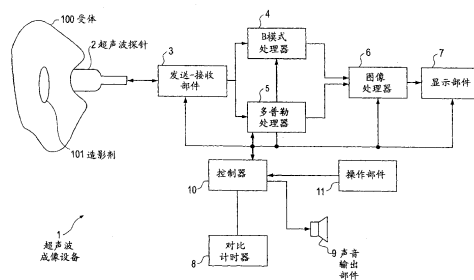 100 受体
2 超声波探针
3
发送-接收
部件
4
B模式
处理器
5
多普勒
处理器
6
图像
处理器
7
显示部件
101 造影剂
控制器
10
操作部件
11
对比
计时器
8
9 声音
输出
部件
1
超声波
成像设备